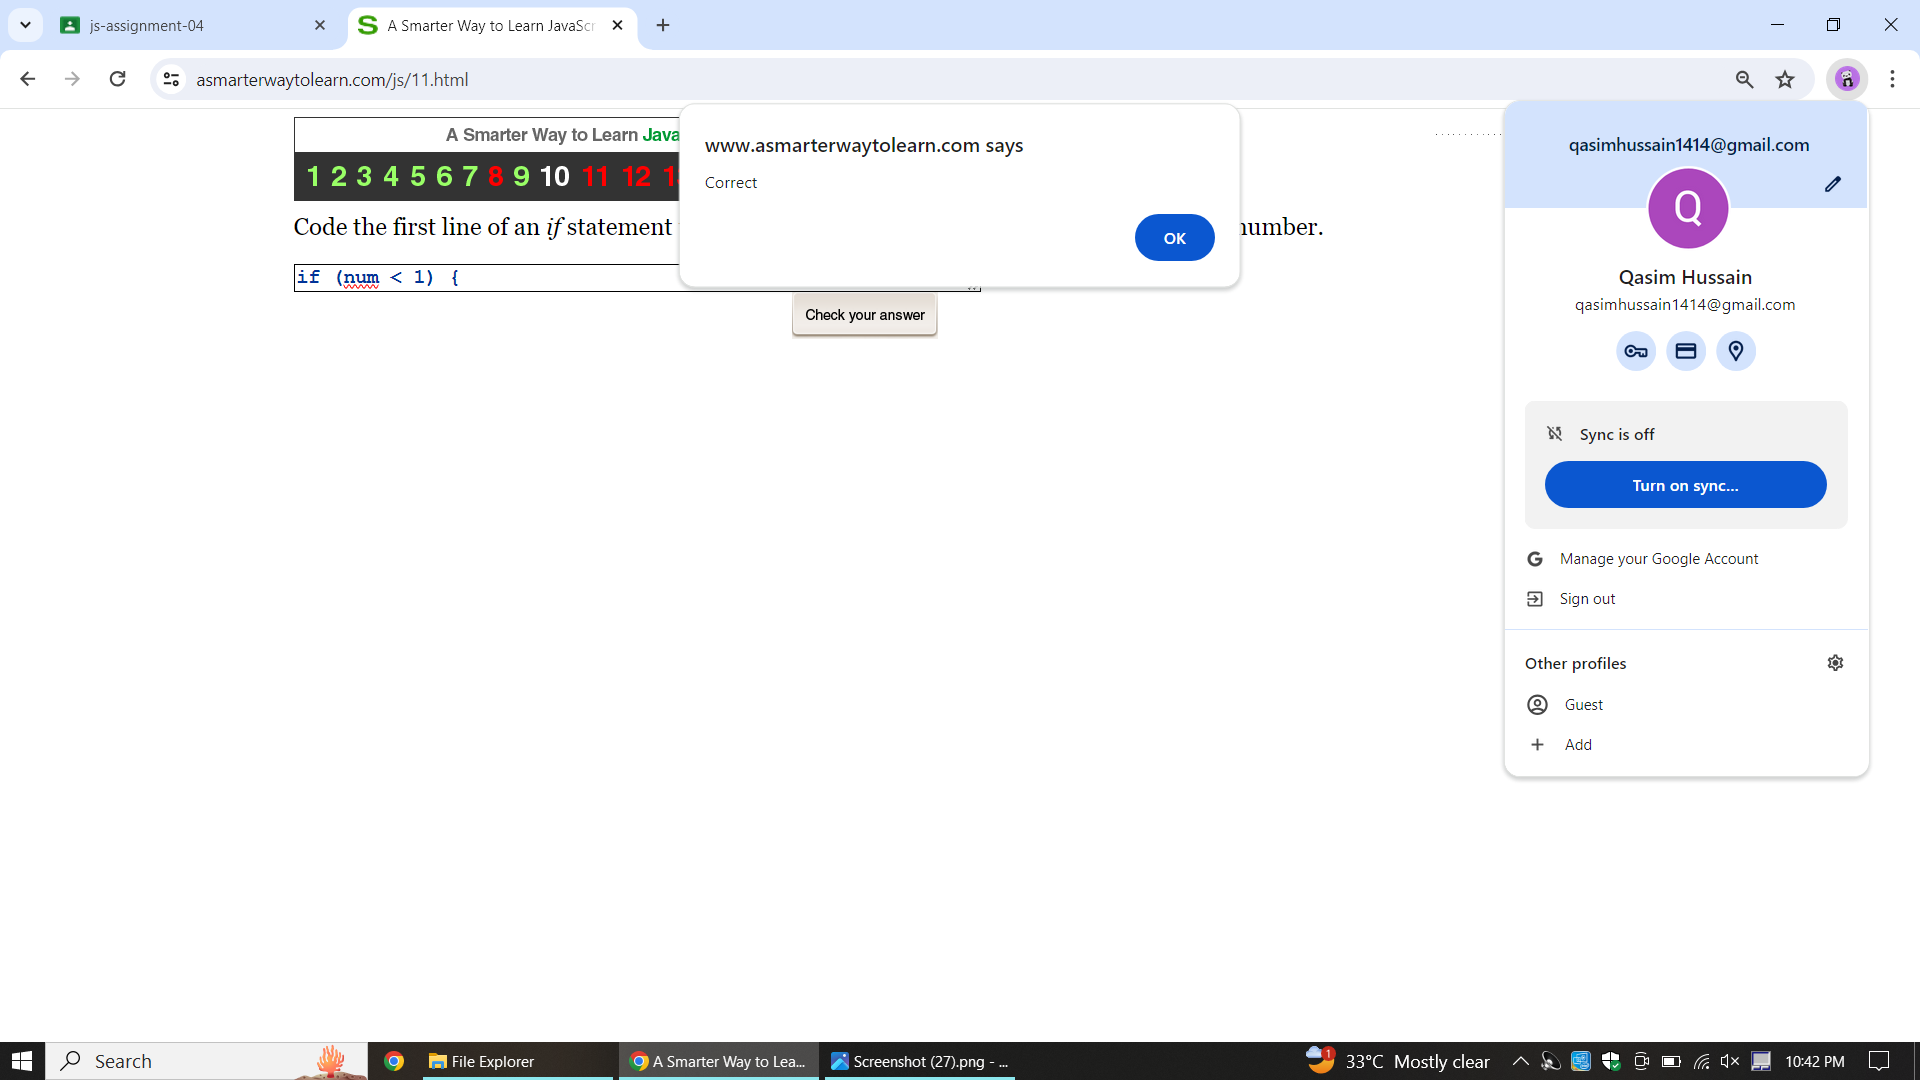 js-assignment-04
A Smarter Way to Learn JavaScr
asmarterwaytolearn.com/js/11.html
A Smarter Way to Learn Java
1 2 3 4 5 6 7 8 9 10 11 12
Code the first line of an if statement
number.
if (num < 1) {
Check your answer
www.asmarterwaytolearn.com says
Correct
OK
qasimhussain1414@gmail.com
Q
Qasim Hussain
qasimhussain1414@gmail.com
Sync is off
Turn on sync...
Manage your Google Account
Sign out
Other profiles
Guest
Add
Search
File Explorer
A Smarter Way to Lea...
Screenshot (27).png - ...
1
33°C Mostly clear
10:42 PM